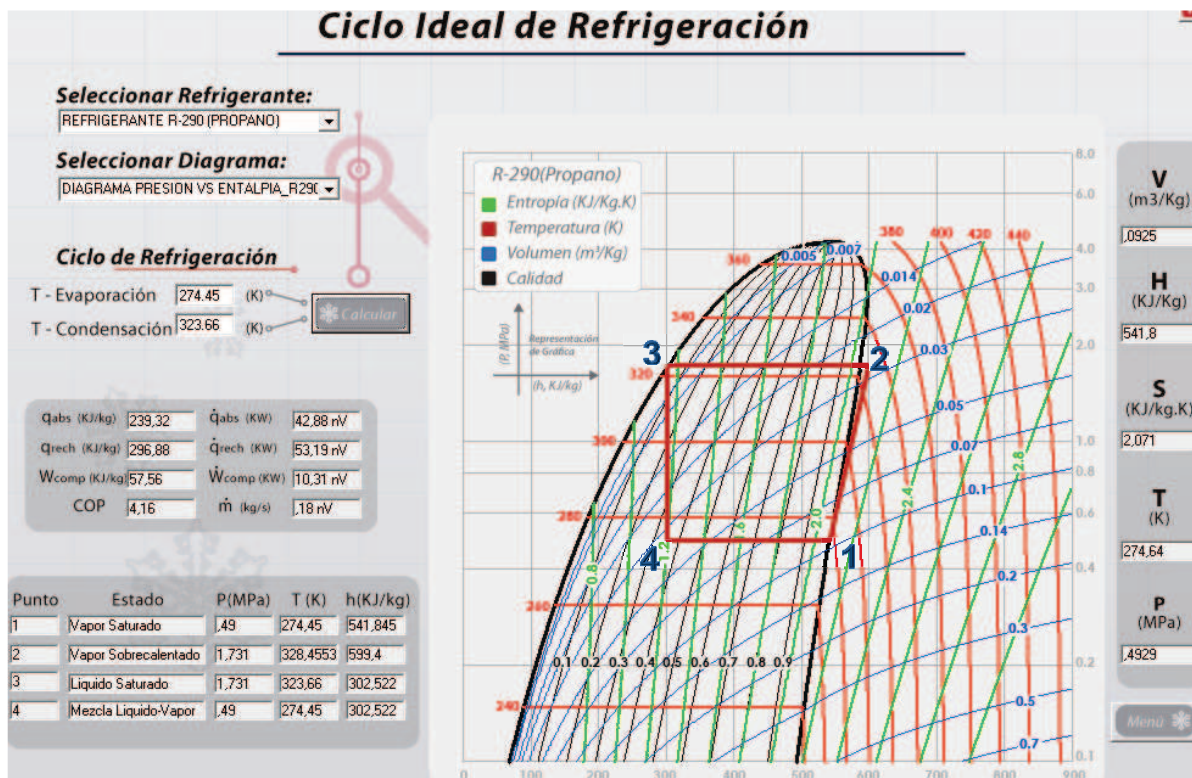 Ciclo Ideal de Refrigeración
Seleccionar Refrigerante:
REFRIGERANTE R-290 (PROPANO)
Seleccionar Diagrama:
DIAGRAMA PRESION VS ENTALPIA_R290
Ciclo de Refrigeración
T - Evaporación 274.45 (K)
T - Condensación 323.66 (K)
Calcular
qabs (KJ/kg) 239,32 q̇abs (KW) 42,88 nV
qrech (KJ/kg) 296,88 q̇rech (KW) 53,19 nV
Wcomp (KJ/kg) 57,56 Ẇcomp (KW) 10,31 nV
COP 4,16 ṁ (kg/s) ,18 nV
Punto Estado P(MPa) T (K) h(KJ/kg)
1 Vapor Saturado ,49 274,45 541,845
2 Vapor Sobrecalentado 1,731 328,4553 599,4
3 Liquido Saturado 1,731 323,66 302,522
4 Mezcla Liquido-Vapor ,49 274,45 302,522
R-290(Propano)
Entropía (KJ/Kg.K)
Temperatura (K)
Volumen (m³/Kg)
Calidad
(P, MPa)
Representación
de Gráfica
(h, KJ/kg)
8.0
6.0
4.0
3.0
2.0
1.0
0.8
0.6
0.4
0.2
0.1
380 400 420 440
360
340
320
300
280
260
240
0.005 0.007
0.014
0.02
0.03
0.05
0.07
0.1
0.14
0.2
0.3
0.5
0.7
3 2
4 1
0.8 1.2 1.6 2.0 2.4 2.8
0.1 0.2 0.3 0.4 0.5 0.6 0.7 0.8 0.9
0 100 200 300 400 500 600 700 800 900
V
(m3/Kg)
,0925
H
(KJ/Kg)
541,8
S
(KJ/kg.K)
2,071
T
(K)
274,64
P
(MPa)
,4929
Menú